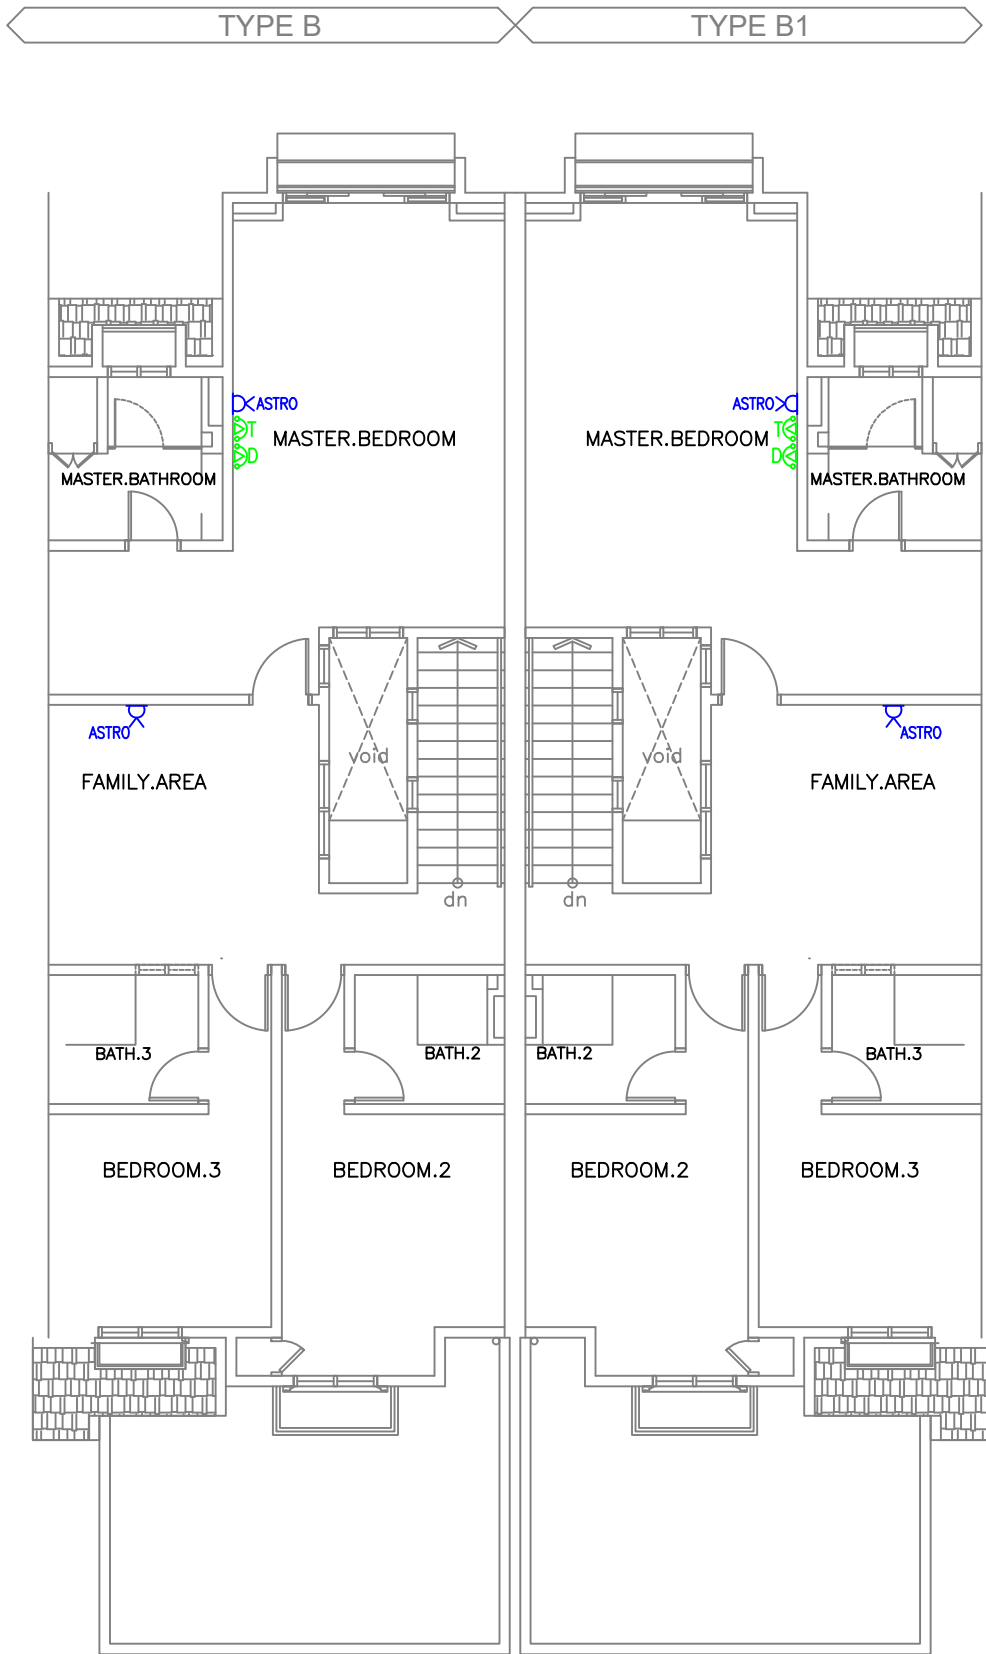 TYPE B TYPE B1
ASTRO ASTRO
T T
MASTER.BEDROOM MASTER.BEDROOM
D D
MASTER.BATHROOM MASTER.BATHROOM
ASTRO ASTRO
void void
FAMILY.AREA FAMILY.AREA
dn dn
BATH.3 BATH.2 BATH.2 BATH.3
BEDROOM.3 BEDROOM.2 BEDROOM.2 BEDROOM.3